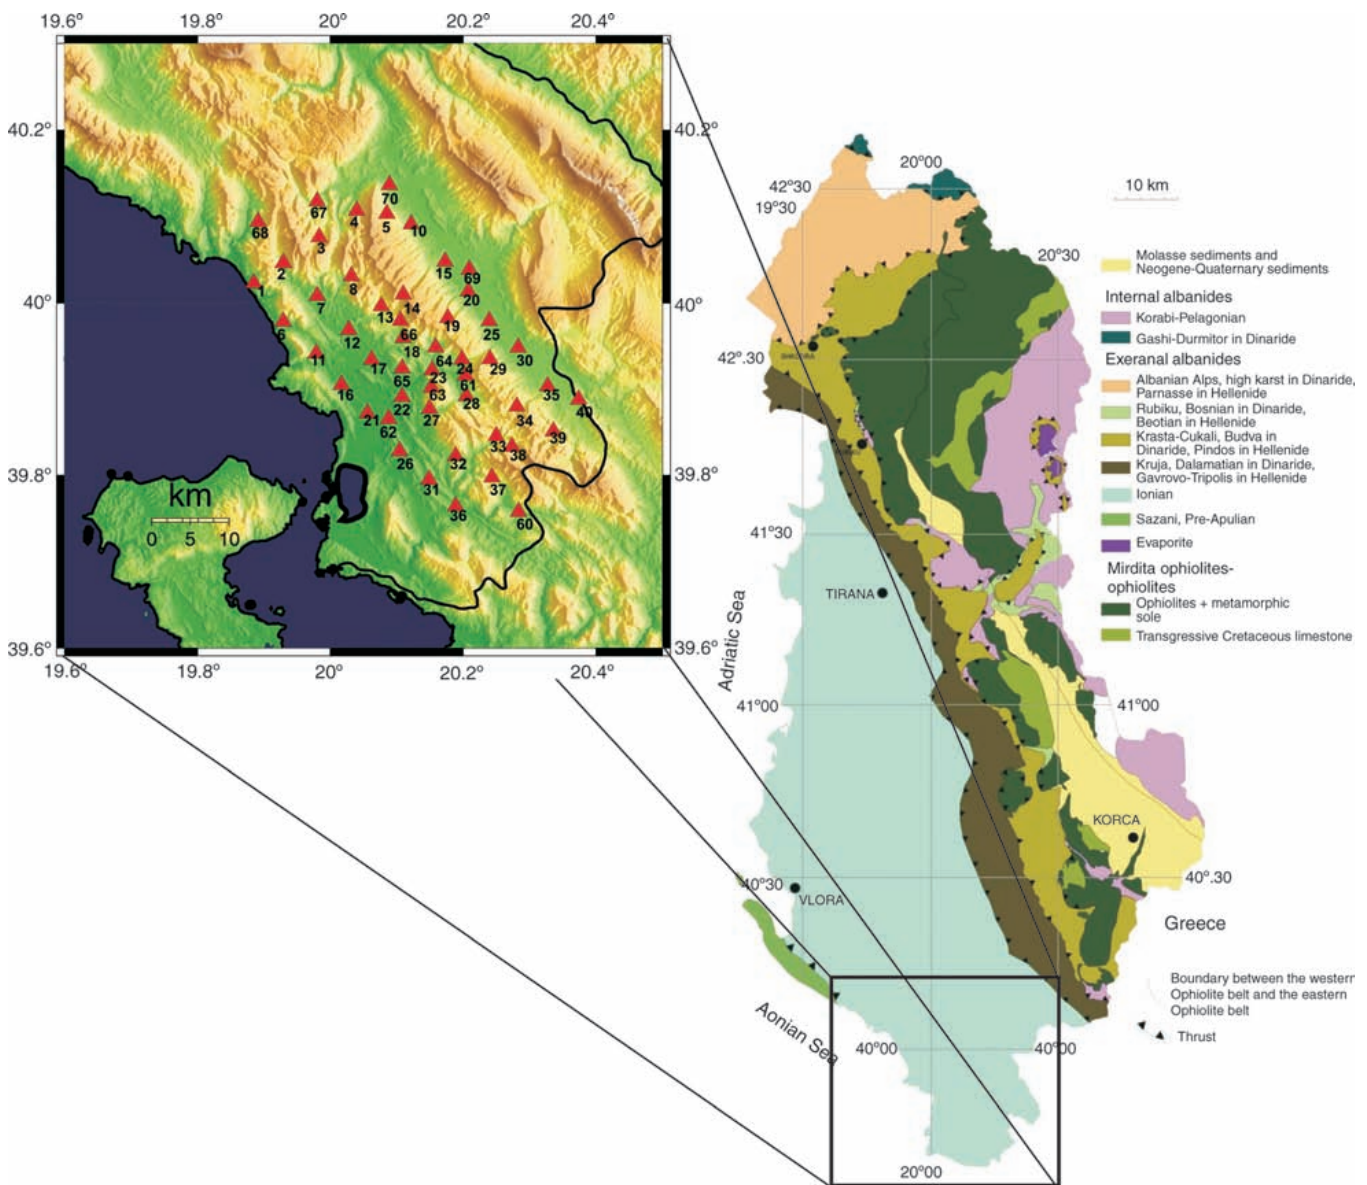 19.6°
19.8°
20°
20.2°
20.4°
40.2°
40.2°
40°
40°
39.8°
39.8°
39.6°
39.6°
19.6°
19.8°
20°
20.2°
20.4°
70
67
4
5
10
68
3
2
1
8
15
69
20
7
13
14
6
66
19
25
12
18
11
17
64
24
29
30
65
23
61
16
63
28
35
40
22
27
34
21
62
33
39
26
32
38
31
37
36
60
km
0 5 10
20°00
42°30
19°30
10 km
20°30
42°30
41°30
41°30
TIRANA
Adriatic Sea
41°00
41°00
KORCA
40°30
40°.30
VLORA
Greece
Aonian Sea
40°00
40°00
20°00
Molasse sediments and
Neogene-Quaternary sediments
Internal albanides
Korabi-Pelagonian
Gashi-Durmitor in Dinaride
Exeranal albanides
Albanian Alps, high karst in Dinaride,
Parnasse in Hellenide
Rubiku, Bosnian in Dinaride,
Beotian in Hellenide
Krasta-Cukali, Budva in
Dinaride, Pindos in Hellenide
Kruja, Dalamatian in Dinaride,
Gavrovo-Tripolis in Hellenide
Ionian
Sazani, Pre-Apulian
Evaporite
Mirdita ophiolites-
ophiolites
Ophiolites + metamorphic
sole
Transgressive Cretaceous limestone
Boundary between the western
Ophiolite belt and the eastern
Ophiolite belt
Thrust